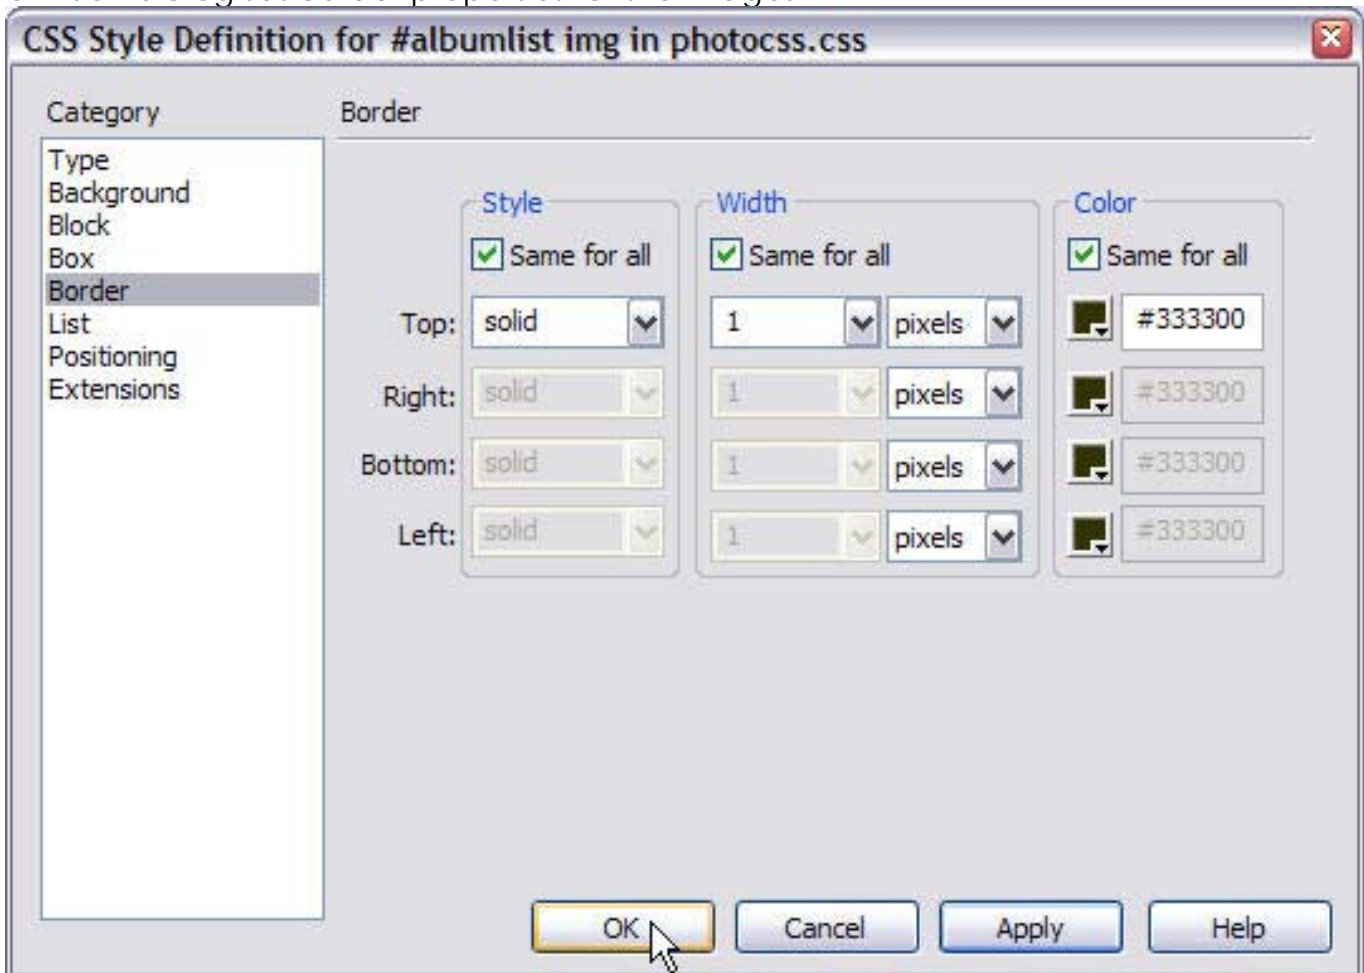 CSS Style Definition for #albumlist img in photocss.css
Category
Border
Type
Background
Block
Box
Border
List
Positioning
Extensions
Style Width Color
Same for all Same for all Same for all
Top: solid 1 pixels #333300
Right: solid 1 pixels #333300
Bottom: solid 1 pixels #333300
Left: solid 1 pixels #333300
OK Cancel Apply Help